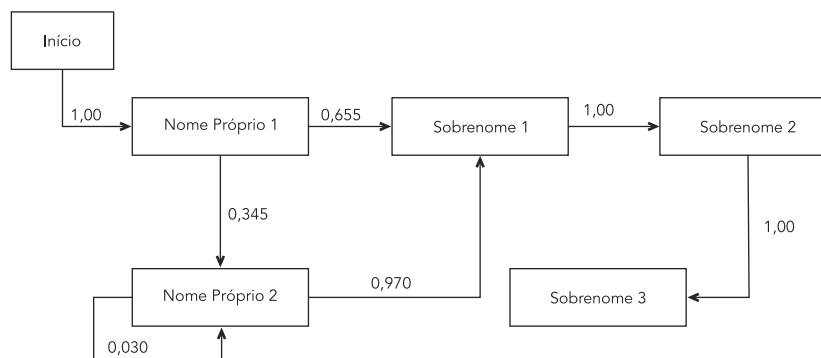 Início
1,00
Nome Próprio 1
0,655
Sobrenome 1
1,00
Sobrenome 2
0,345
1,00
Nome Próprio 2
0,970
Sobrenome 3
0,030